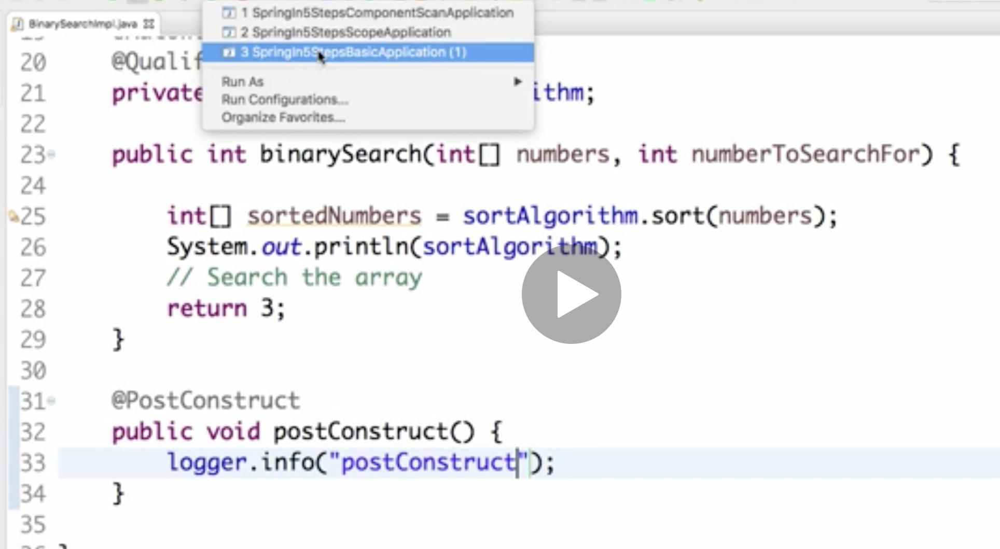 BinarySearchImpl.java
1 SpringIn5StepsComponentScanApplication
2 SpringIn5StepsScopeApplication
3 SpringIn5StepsBasicApplication (1)
Run As
Run Configurations...
Organize Favorites...
20 @Qualif
21 private ithm;
22
23 public int binarySearch(int[] numbers, int numberToSearchFor) {
24
25 int[] sortedNumbers = sortAlgorithm.sort(numbers);
26 System.out.println(sortAlgorithm);
27 // Search the array
28 return 3;
29 }
30
31 @PostConstruct
32 public void postConstruct() {
33 logger.info("postConstruct");
34 }
35